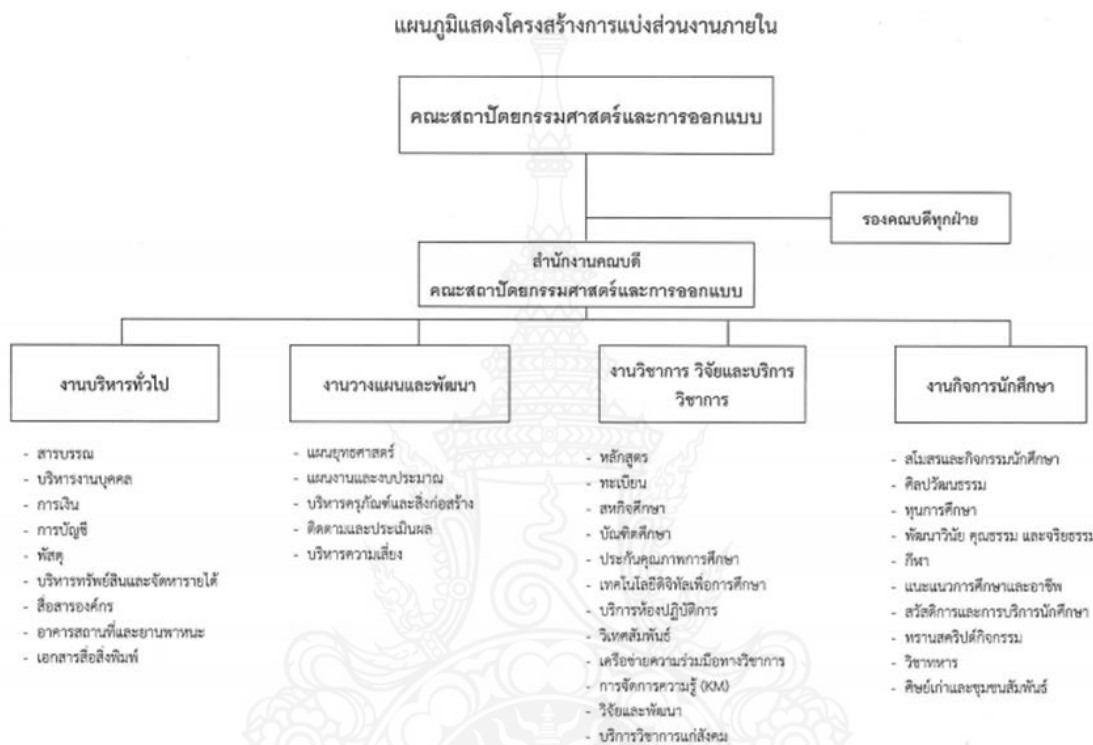 แผนภูมิแสดงโครงสร้างการแบ่งส่วนงานภายใน
คณะสถาปัตยกรรมศาสตร์และการออกแบบ
รองคณบดีทุกฝ่าย
สำนักงานคณบดี
คณะสถาปัตยกรรมศาสตร์และการออกแบบ
งานบริหารทั่วไป
- สารบรรณ
- บริหารงานบุคคล
- การเงิน
- การบัญชี
- พัสดุ
- บริหารทรัพย์สินและจัดหารายได้
- สื่อสารองค์กร
- อาคารสถานที่และยานพาหนะ
- เอกสารสื่อสิ่งพิมพ์
งานวางแผนและพัฒนา
- แผนยุทธศาสตร์
- แผนงานและงบประมาณ
- บริหารครุภัณฑ์และสิ่งก่อสร้าง
- ติดตามและประเมินผล
- บริหารความเสี่ยง
งานวิชาการ วิจัยและบริการ
วิชาการ
- หลักสูตร
- ทะเบียน
- สหกิจศึกษา
- บัณฑิตศึกษา
- ประกันคุณภาพการศึกษา
- เทคโนโลยีดิจิทัลเพื่อการศึกษา
- บริการห้องปฏิบัติการ
- วิเทศสัมพันธ์
- เครือข่ายความร่วมมือทางวิชาการ
- การจัดการความรู้ (KM)
- วิจัยและพัฒนา
- บริการวิชาการแก่สังคม
งานกิจการนักศึกษา
- สโมสรและกิจกรรมนักศึกษา
- ศิลปวัฒนธรรม
- ทุนการศึกษา
- พัฒนาวินัย คุณธรรม และจริยธรรม
- กีฬา
- แนะแนวการศึกษาและอาชีพ
- สวัสดิการและการบริการนักศึกษา
- ทรานสคริปต์กิจกรรม
- วิชาทหาร
- ศิษย์เก่าและชุมชนสัมพันธ์